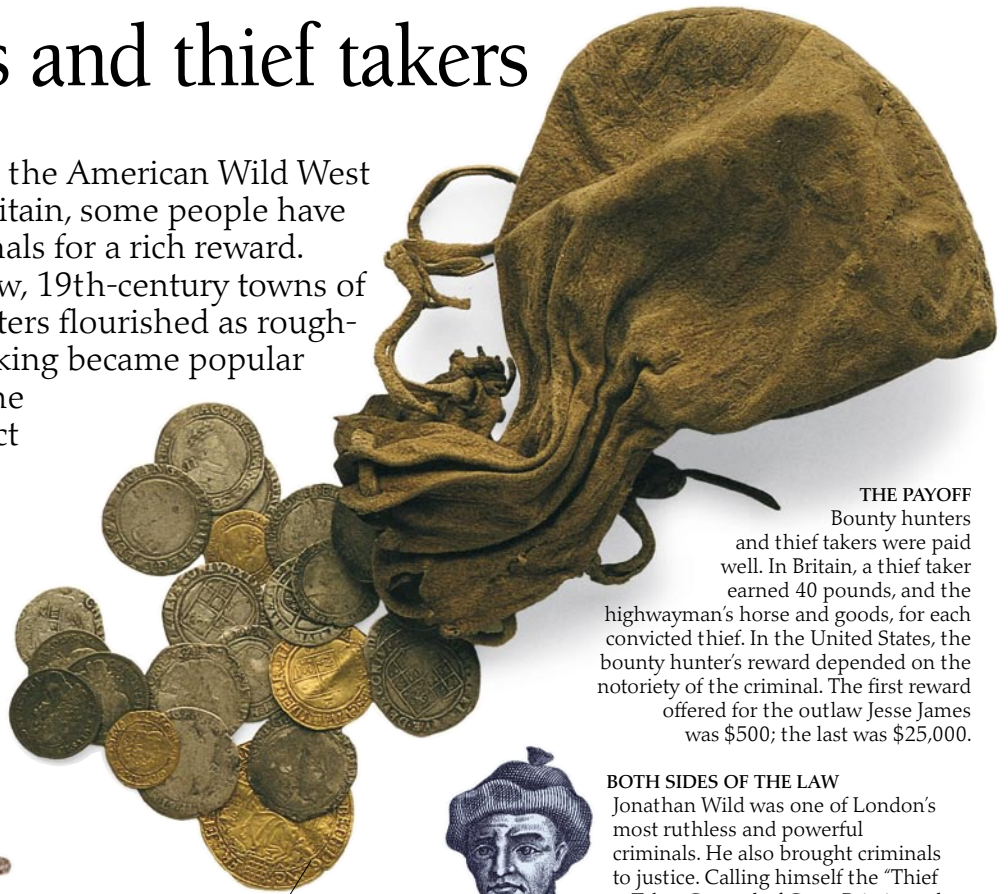 s and thief takers
the American Wild West
itain, some people have
nals for a rich reward.
w, 19th-century towns of
ters flourished as rough-
king became popular
ne
ct
THE PAYOFF
Bounty hunters
and thief takers were paid
well. In Britain, a thief taker
earned 40 pounds, and the
highwayman’s horse and goods, for each
convicted thief. In the United States, the
bounty hunter’s reward depended on the
notoriety of the criminal. The first reward
offered for the outlaw Jesse James
was $500; the last was $25,000.
BOTH SIDES OF THE LAW
Jonathan Wild was one of London’s
most ruthless and powerful
criminals. He also brought criminals
to justice. Calling himself the “Thief